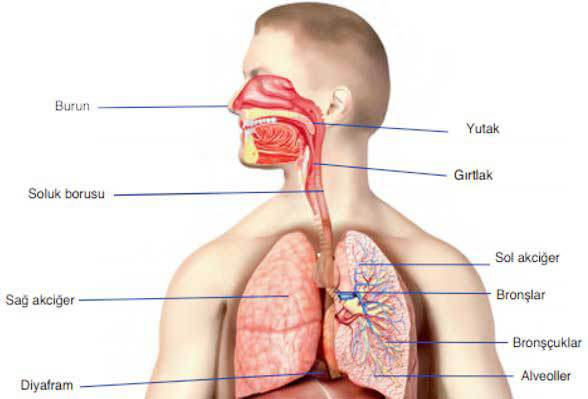 Burun
Yutak
Gırtlak
Soluk borusu
Sol akciğer
Sağ akciğer
Bronşlar
Bronşçuklar
Diyafram
Alveoller